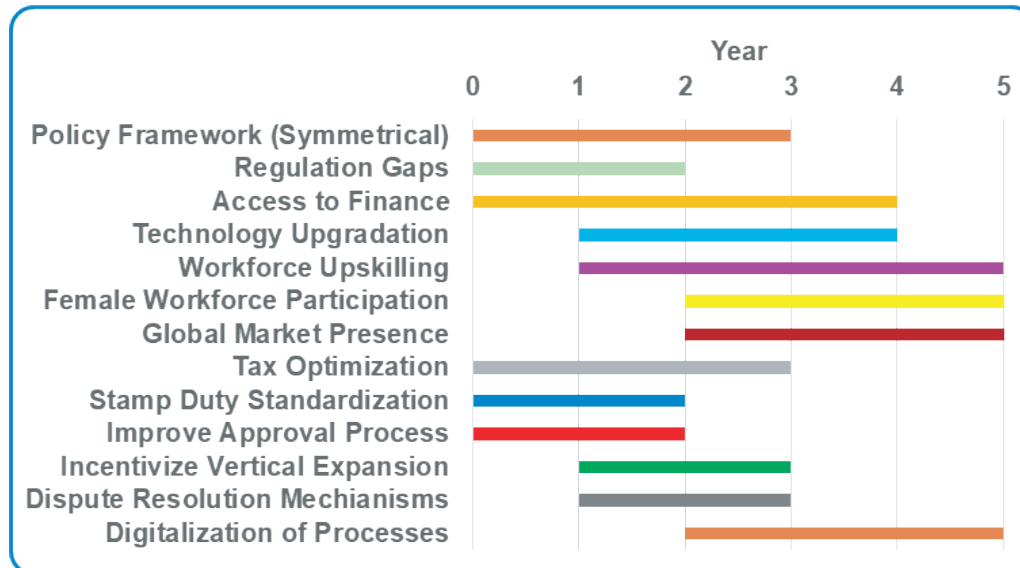 Year
0 1 2 3 4 5
Policy Framework (Symmetrical)
Regulation Gaps
Access to Finance
Technology Upgradation
Workforce Upskilling
Female Workforce Participation
Global Market Presence
Tax Optimization
Stamp Duty Standardization
Improve Approval Process
Incentivize Vertical Expansion
Dispute Resolution Mechianisms
Digitalization of Processes